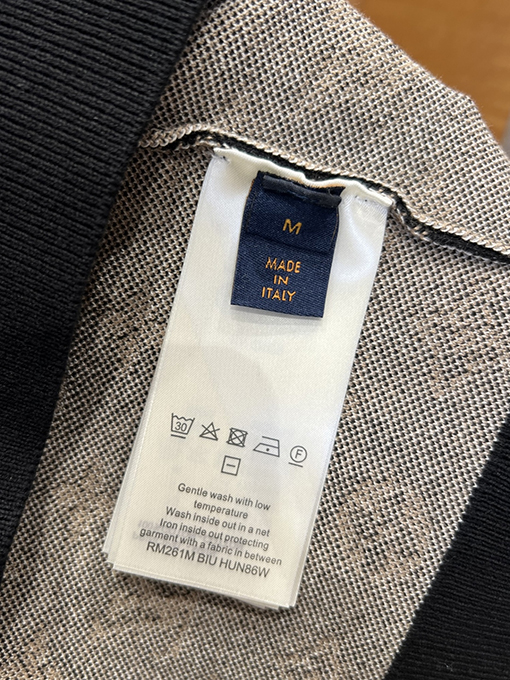 M
MADE
IN
ITALY
30
F
Gentle wash with low
temperature
Wash inside out in a net
Iron inside out protecting
garment with a fabric in between
RM261M BIU HUN86W